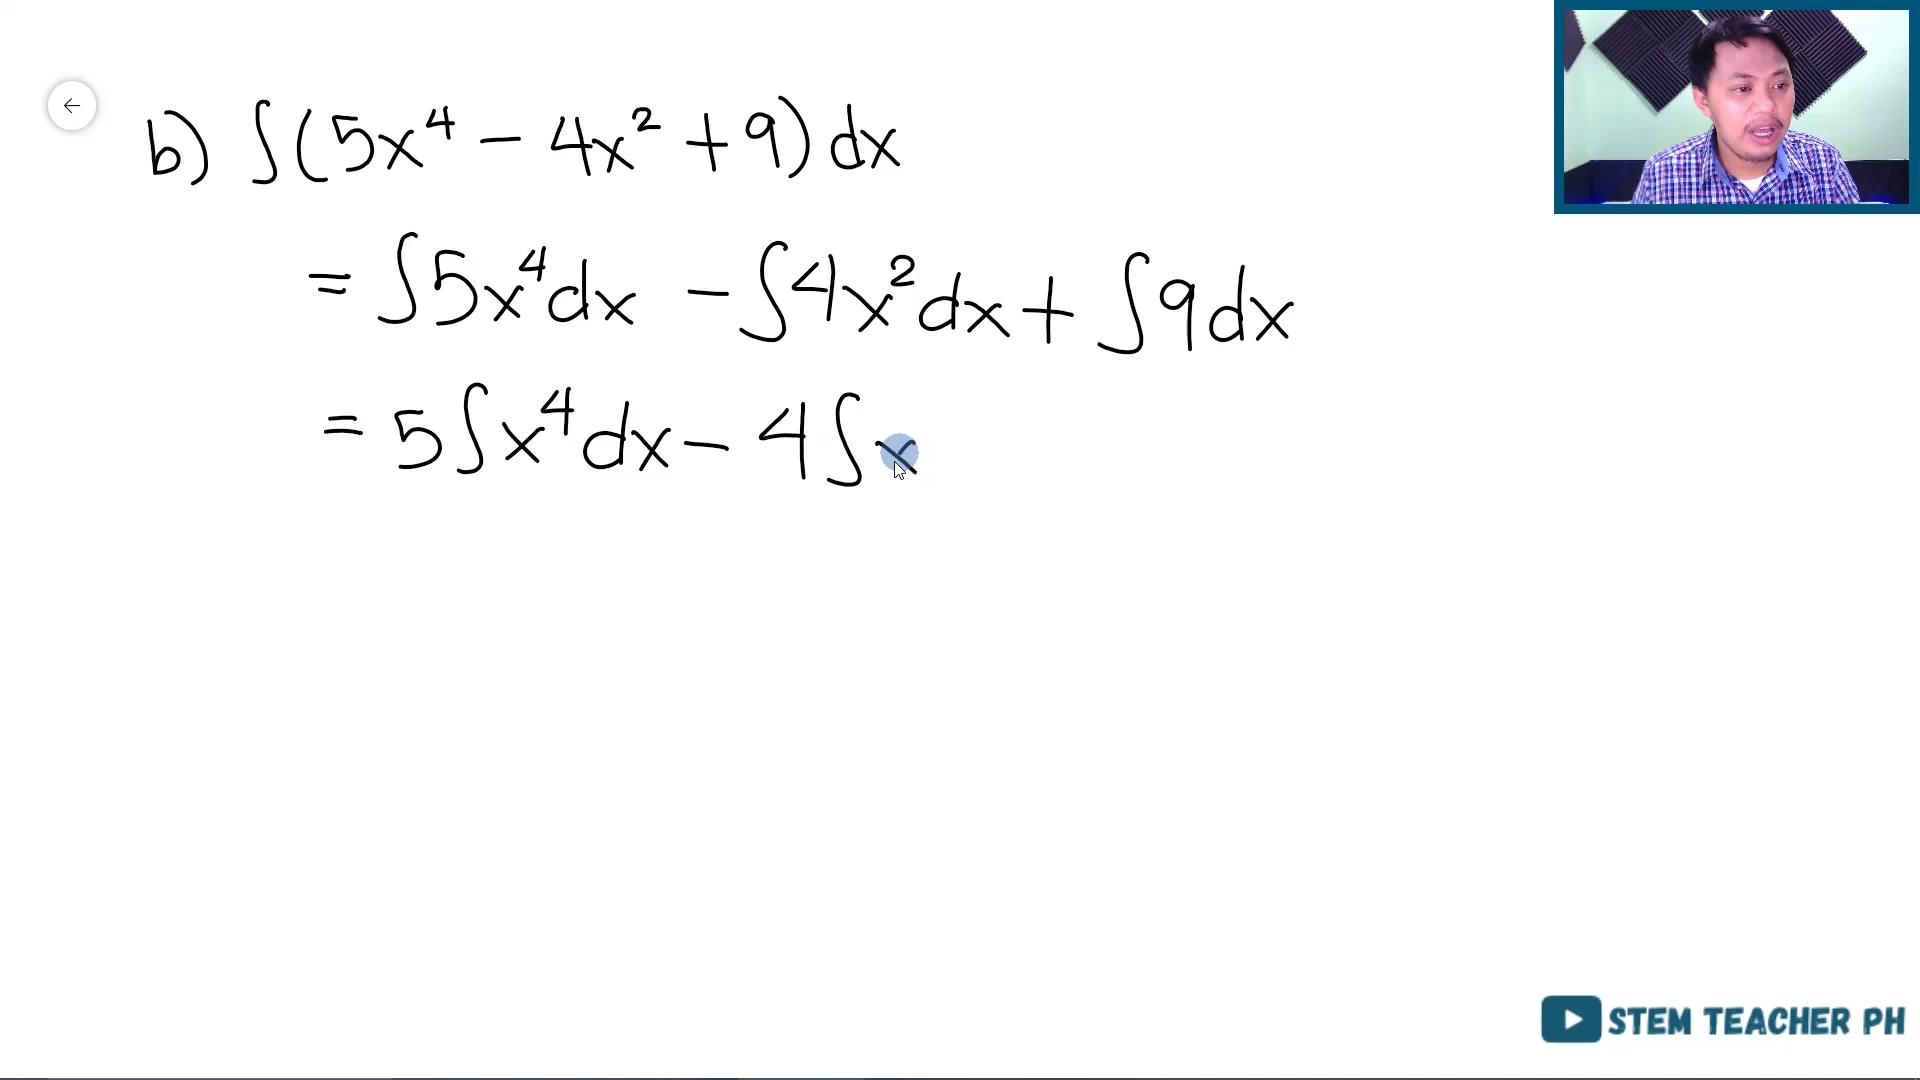 b) ∫(5x⁴ − 4x² + 9) dx
= ∫5x⁴dx − ∫4x²dx + ∫9dx
= 5∫x⁴dx − 4∫x
STEM TEACHER PH